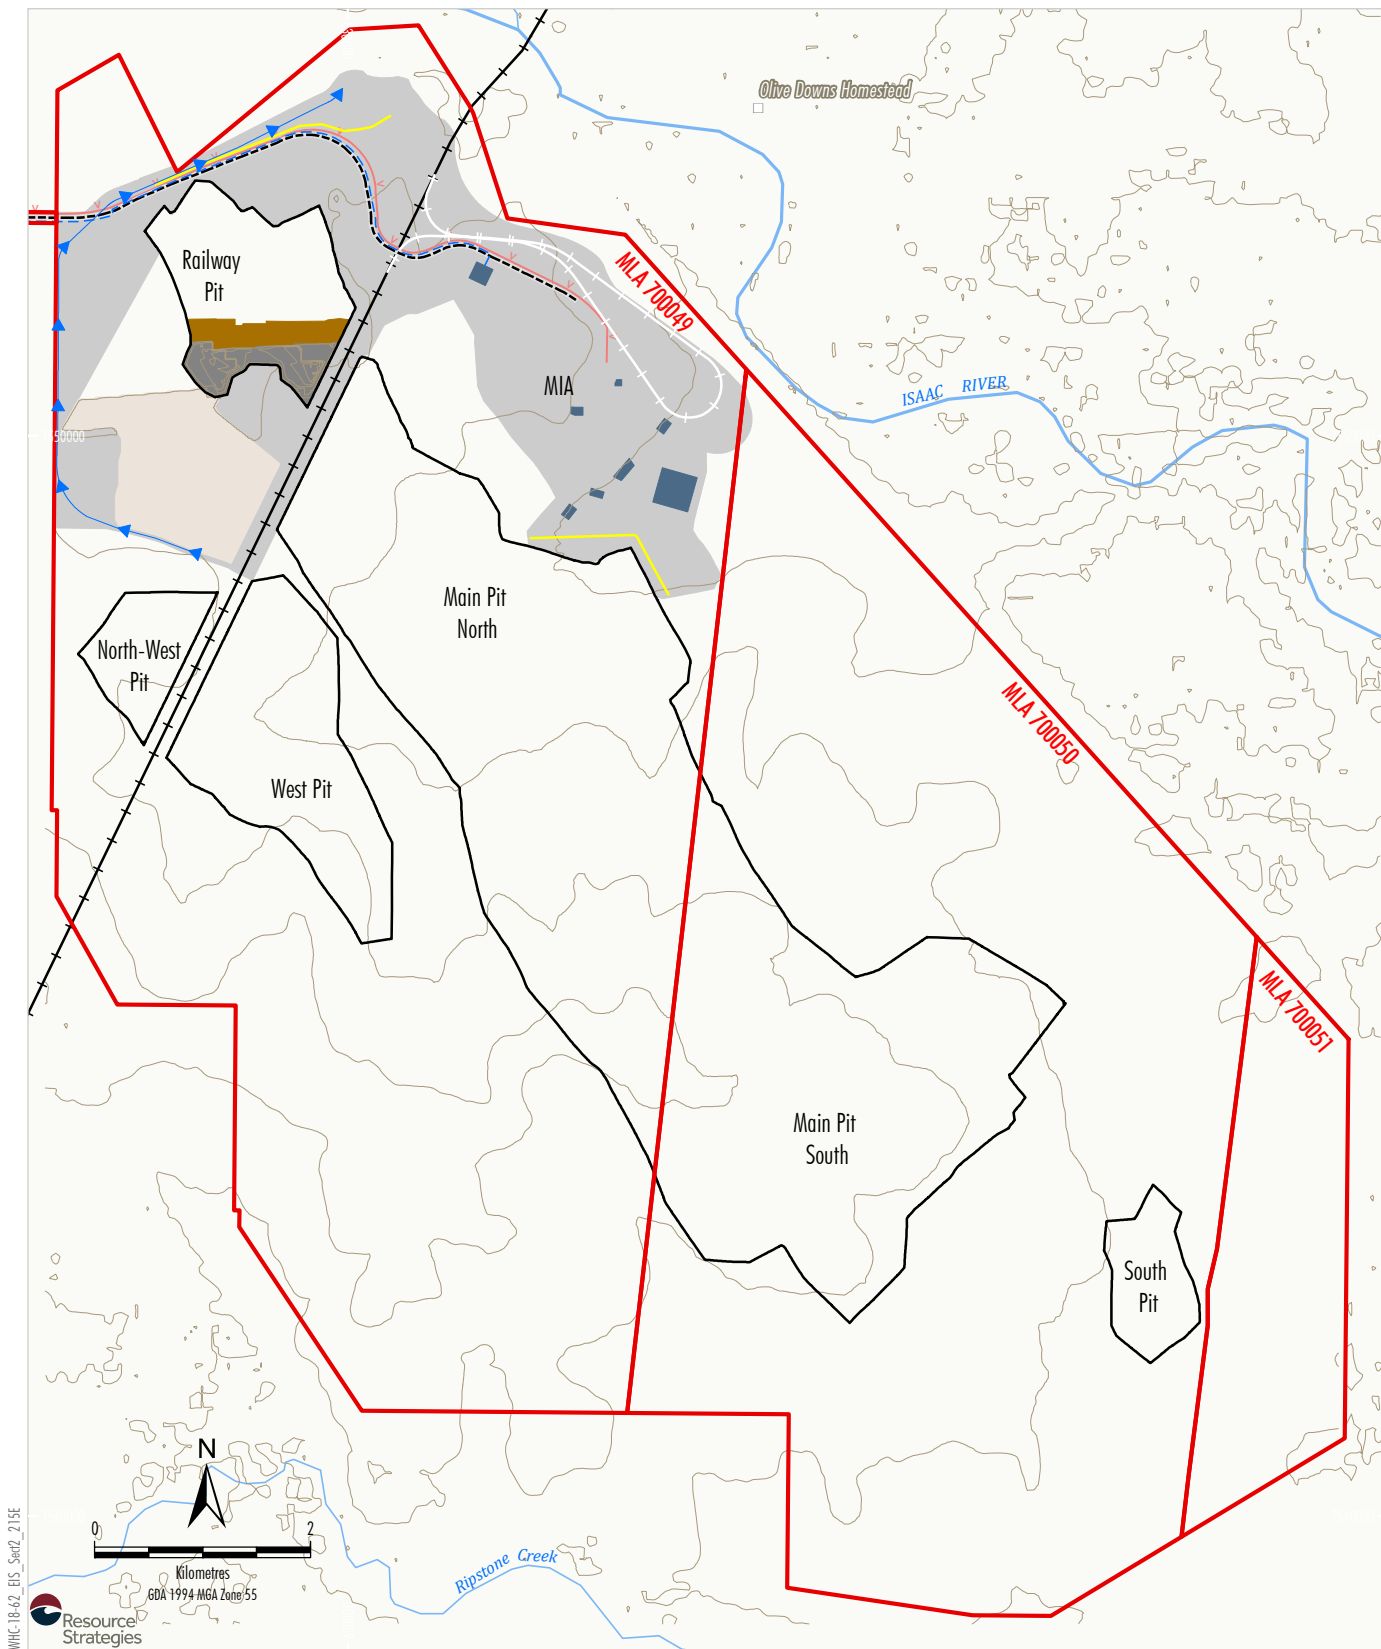 Olive Downs Homestead
Railway
Pit
MLA 700049
MIA
ISAAC RIVER
Main Pit
North
North-West
Pit
West Pit
MLA 700050
MLA 700051
Main Pit
South
South
Pit
N
0 2
Kilometres
GDA 1994 MGA Zone 55
Ripstone Creek
WHC-18-62_EIS_Sect2_215E
Resource
Strategies